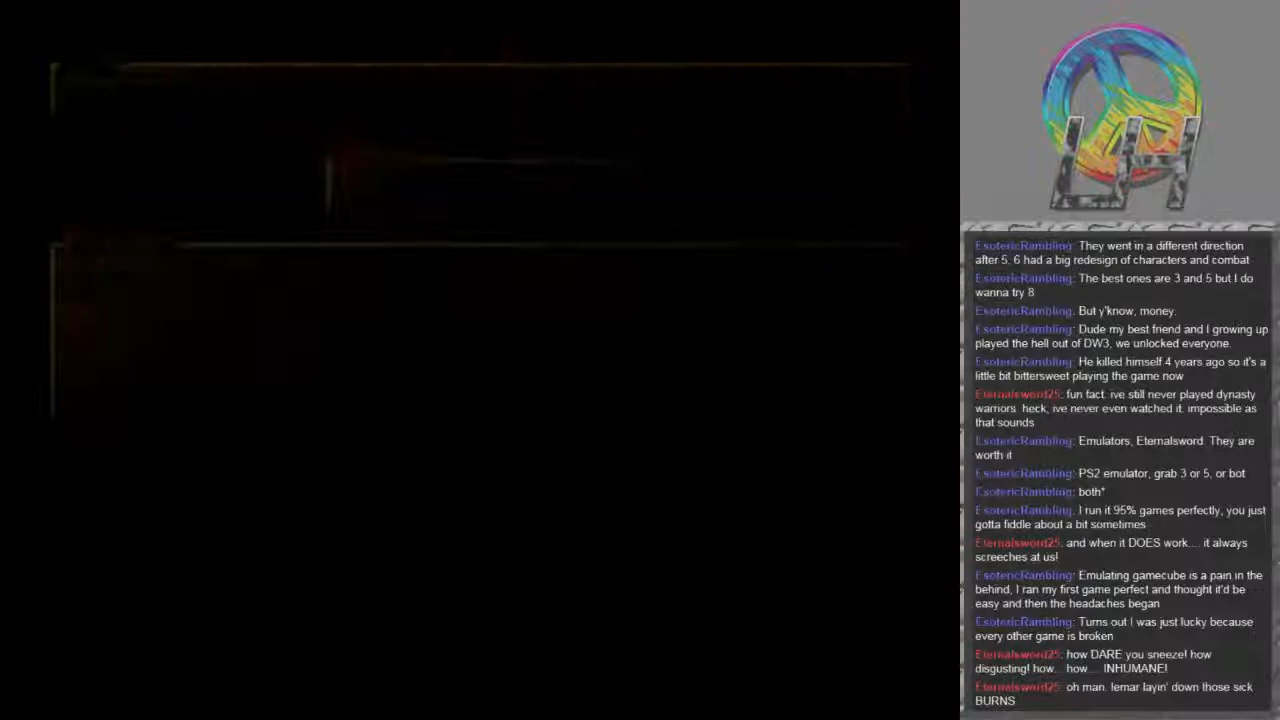 LH
EsotericRambling: They went in a different direction
after 5. 6 had a big redesign of characters and combat
EsotericRambling: The best ones are 3 and 5 but I do
wanna try 8
EsotericRambling: But y'know, money.
EsotericRambling: Dude my best friend and I growing up
played the hell out of DW3, we unlocked everyone.
EsotericRambling: He killed himself 4 years ago so it's a
little bit bittersweet playing the game now
Eternalsword25: fun fact. ive still never played dynasty
warriors. heck, ive never even watched it. impossible as
that sounds
EsotericRambling: Emulators, Eternalsword. They are
worth it
EsotericRambling: PS2 emulator, grab 3 or 5, or bot
EsotericRambling: both*
EsotericRambling: I run it 95% games perfectly, you just
gotta fiddle about a bit sometimes
Eternalsword25: and when it DOES work.... it always
screeches at us!
EsotericRambling: Emulating gamecube is a pain in the
behind, I ran my first game perfect and thought it'd be
easy and then the headaches began
EsotericRambling: Turns out I was just lucky because
every other game is broken
Eternalsword25: how DARE you sneeze! how
disgusting! how... how.... INHUMANE!
Eternalsword25: oh man. lemar layin' down those sick
BURNS